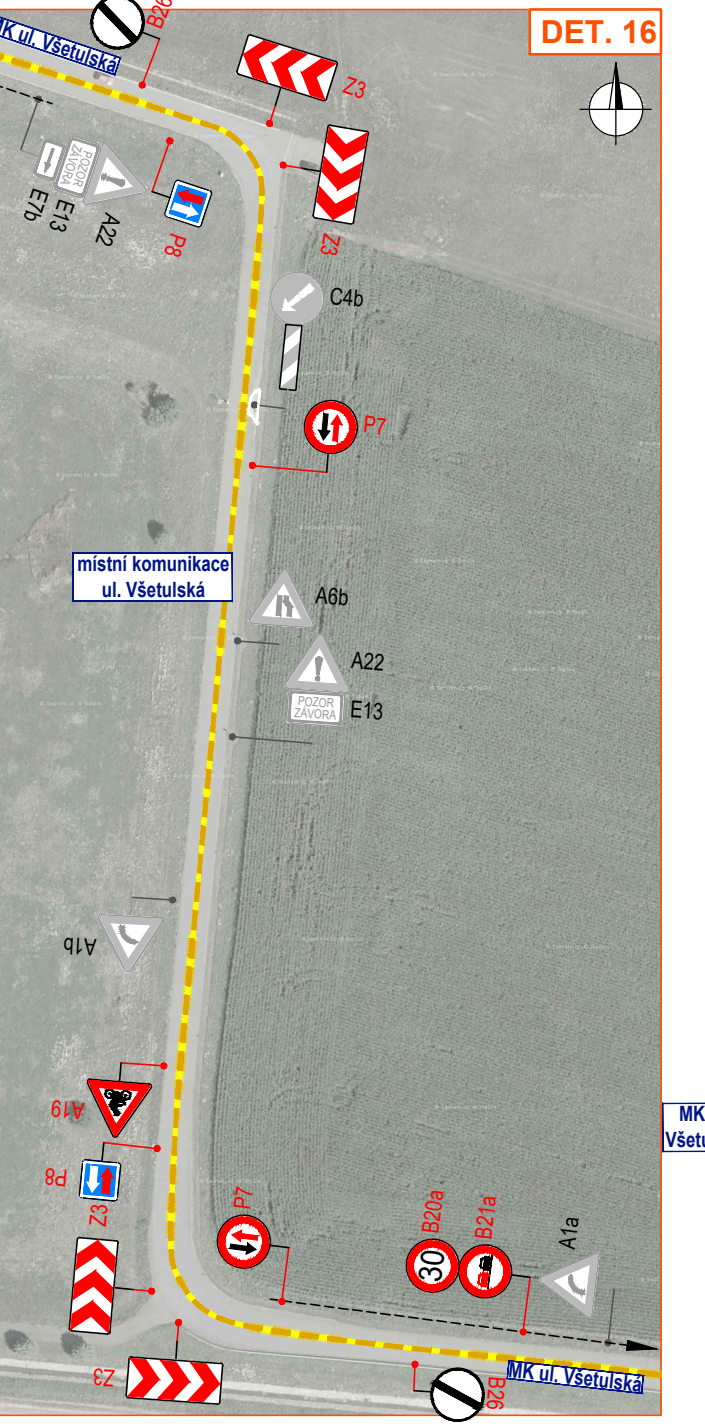 DET. 16
MK ul. Všetulská
B26
Z3
Z3
POZOR
ZÁVORA
E7b
E13
A22
P8
C4b
P7
místní komunikace
ul. Všetulská
A6b
A22
POZOR
ZÁVORA
E13
A1b
A19
P8
Z3
P7
B20a
30
B21a
A1a
MK
Z3
MK ul. Všetulská
B26